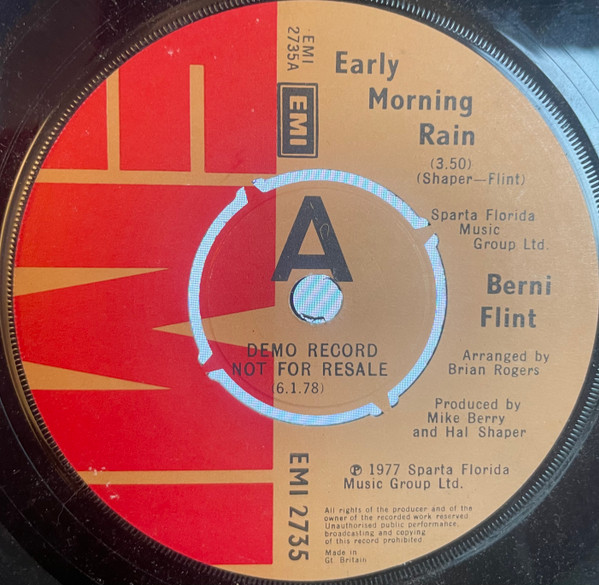 EMI
2735A
EMI
Early
Morning
Rain
(3.50)
(Shaper—Flint)
Sparta Florida
Music
Group Ltd.
A
Berni
Flint
DEMO RECORD
NOT FOR RESALE
(6.1.78)
Arranged by
Brian Rogers
Produced by
Mike Berry
and Hal Shaper
EMI 2735
℗ 1977 Sparta Florida
Music Group Ltd.
All rights of the producer and of the
owner of the recorded work reserved
Unauthorised public performance,
broadcasting and copying
of this record prohibited.
Made in
Gt. Britain
EMI